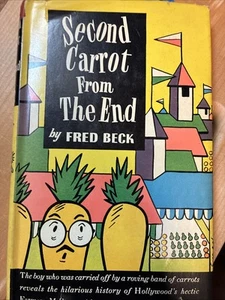 Second
Carrot
From
The End
by FRED BECK
The boy who was carried off by a roving band of carrots
reveals the hilarious history of Hollywood's hectic
Farmers